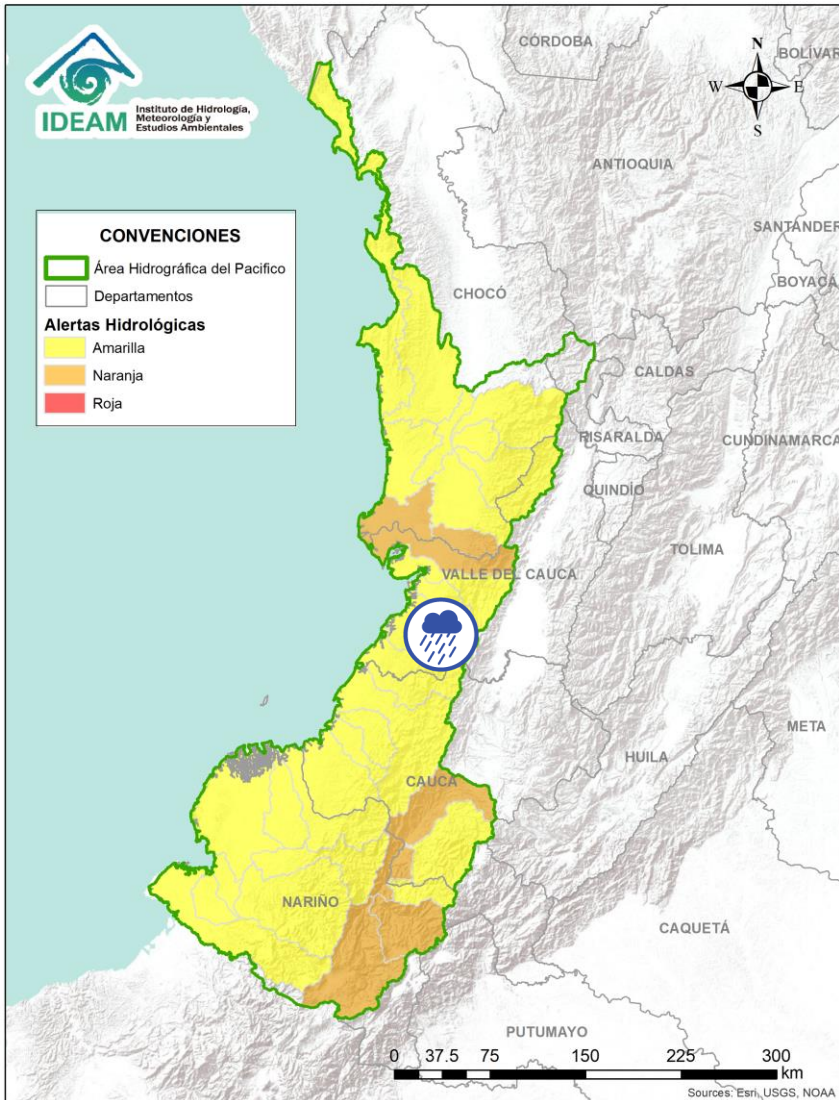 IDEAM
Instituto de Hidrología,
Meteorología y
Estudios Ambientales
CÓRDOBA
BOLÍVAR
N
W
E
S
ANTIOQUIA
SANTANDER
BOYACÁ
CONVENCIONES
Área Hidrográfica del Pacifico
Departamentos
Alertas Hidrológicas
Amarilla
Naranja
Roja
CHOCÓ
CALDAS
RISARALDA
CUNDINAMARCA
QUINDÍO
TOLIMA
VALLE DEL CAUCA
META
HUILA
CAUCA
NARIÑO
CAQUETÁ
PUTUMAYO
0 37.5 75 150 225 300
km
Sources: Esri, USGS, NOAA